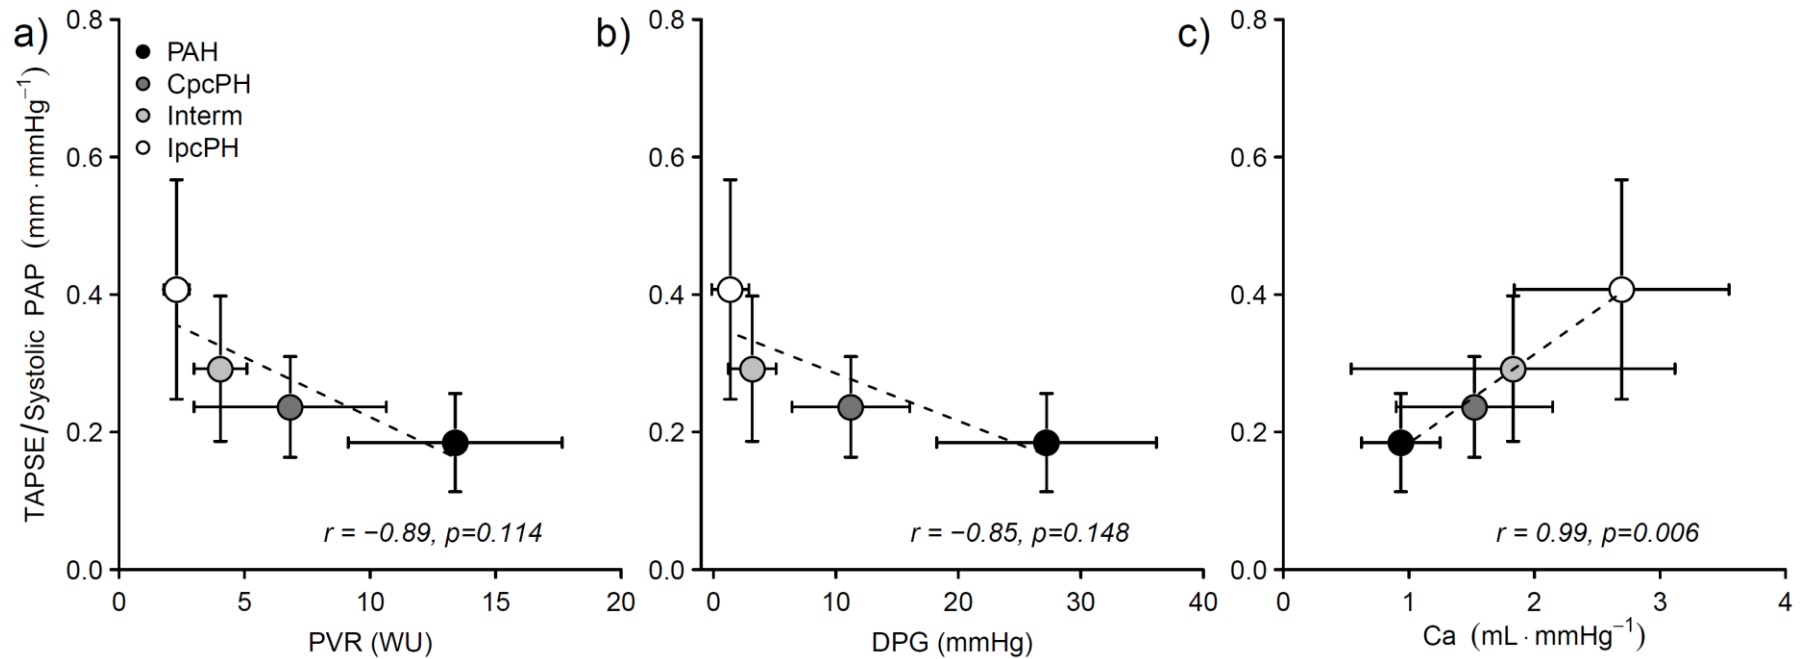 a)
PAH
CpcPH
Interm
IpcPH
TAPSE/Systolic PAP (mm·mmHg⁻¹)
0.8
0.6
0.4
0.2
0.0
r = −0.89, p=0.114
0 5 10 15 20
PVR (WU)
b)
0.8
0.6
0.4
0.2
0.0
r = −0.85, p=0.148
0 10 20 30 40
DPG (mmHg)
c)
0.8
0.6
0.4
0.2
0.0
r = 0.99, p=0.006
0 1 2 3 4
Ca (mL·mmHg⁻¹)